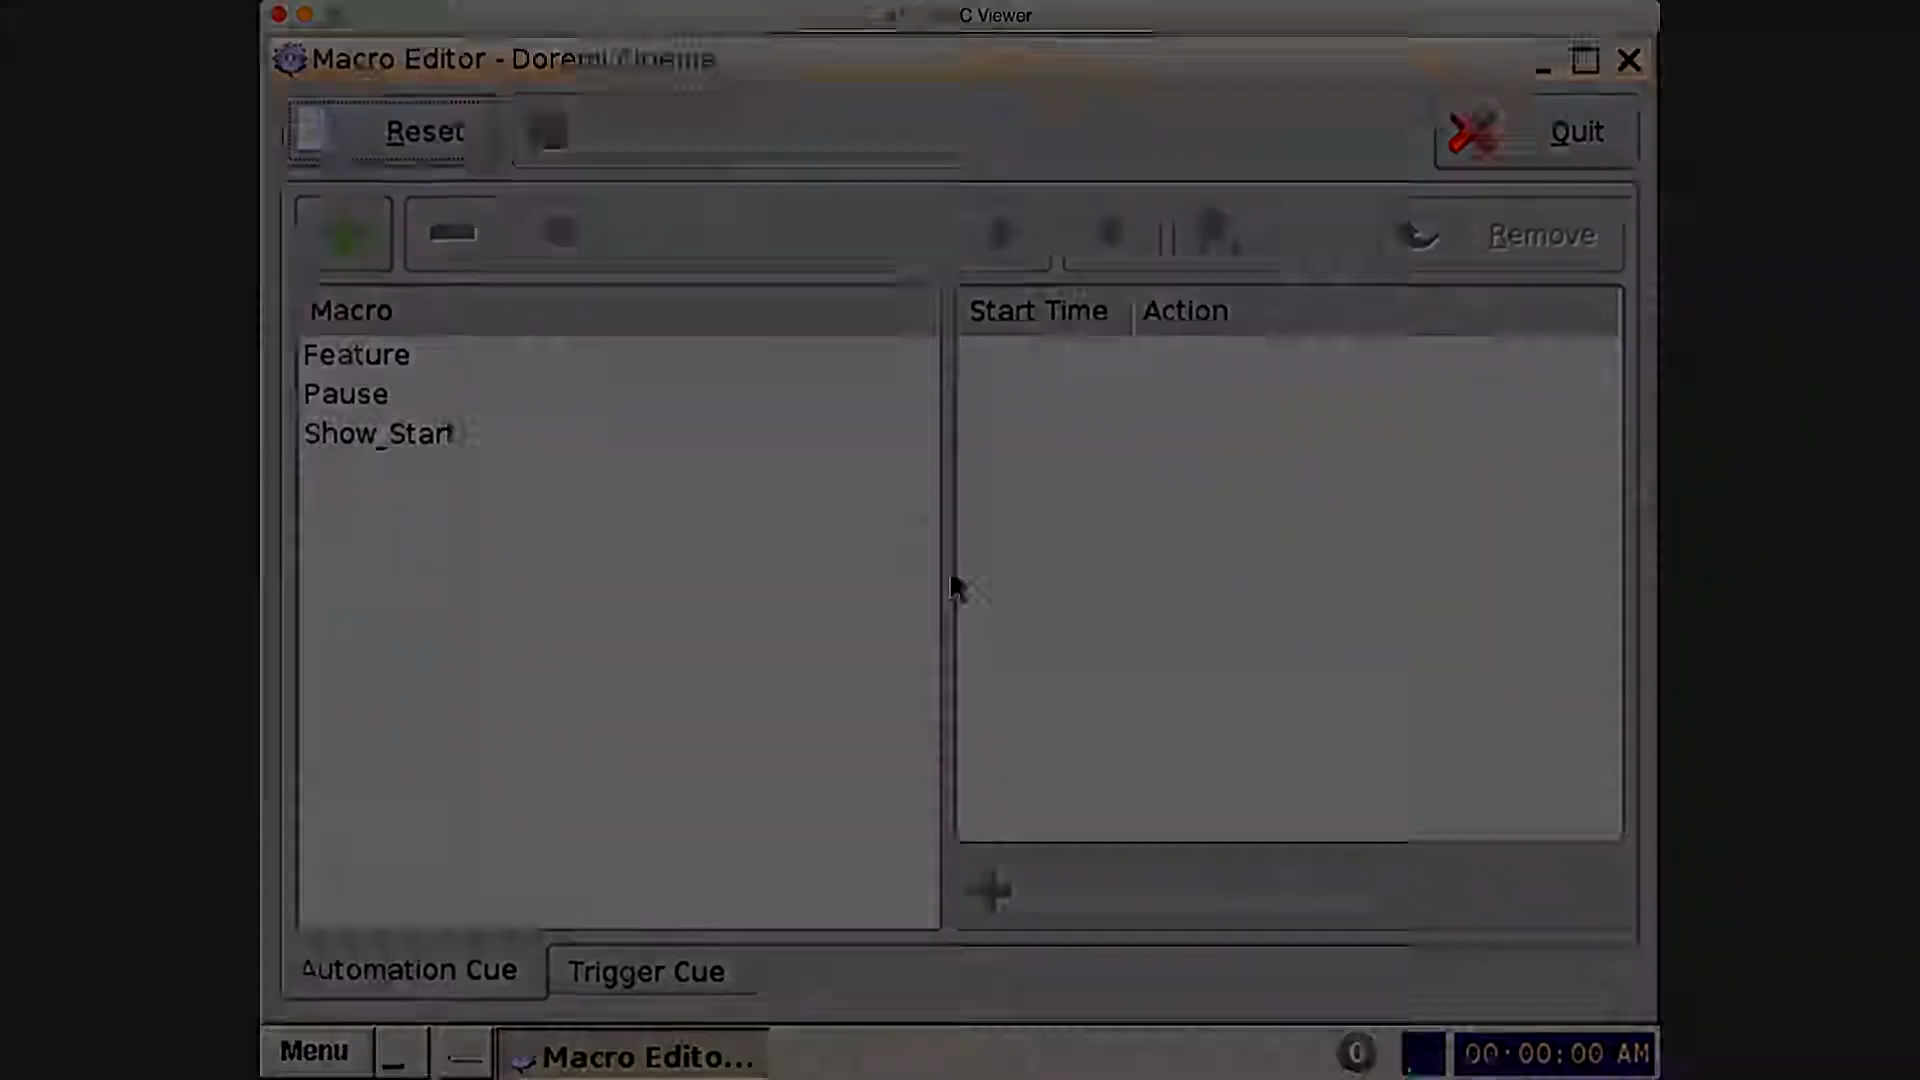 C Viewer
Macro Editor - Doremi Cinema
Reset
Quit
Remove
Macro
Start Time
Action
Feature
Pause
Show_Start
Automation Cue
Trigger Cue
Menu
Macro Edito...
00:00:00 AM